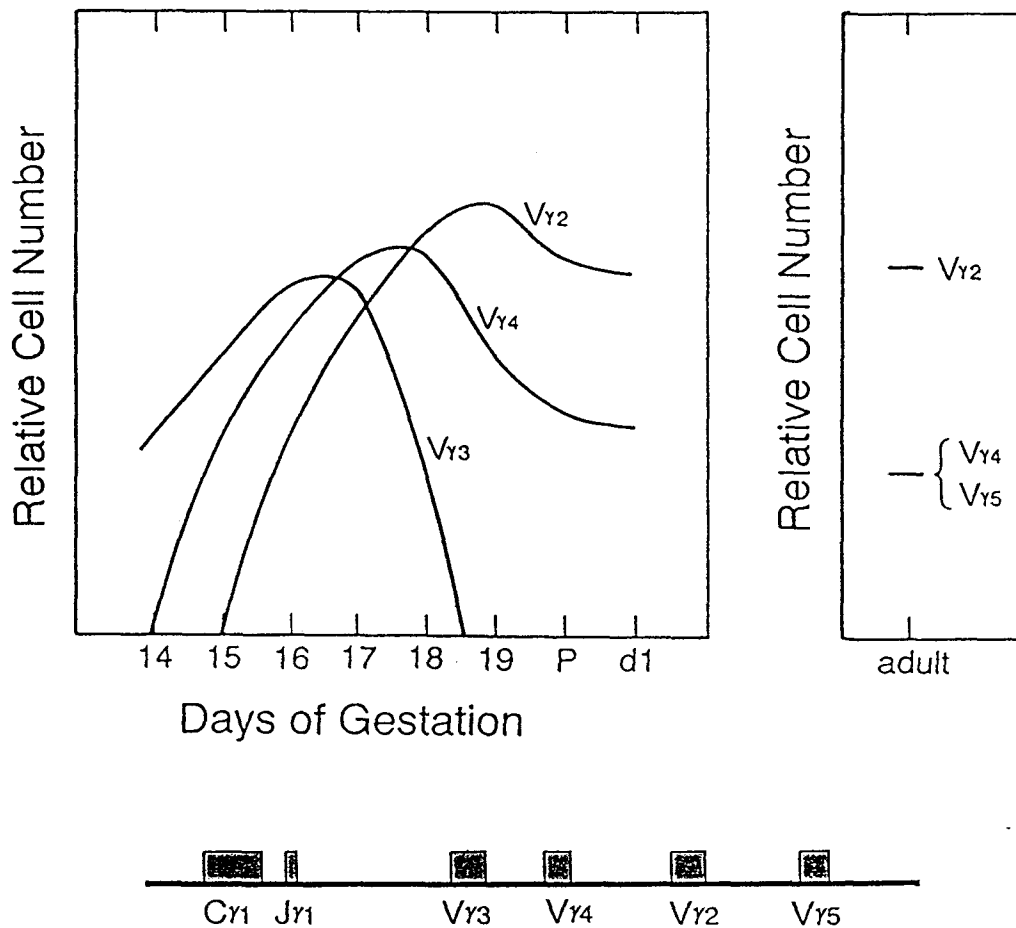 Relative Cell Number
Vγ2
Vγ4
Vγ3
14 15 16 17 18 19 P d1
Days of Gestation
Relative Cell Number
Vγ2
Vγ4
Vγ5
adult
Cγ1 Jγ1 Vγ3 Vγ4 Vγ2 Vγ5